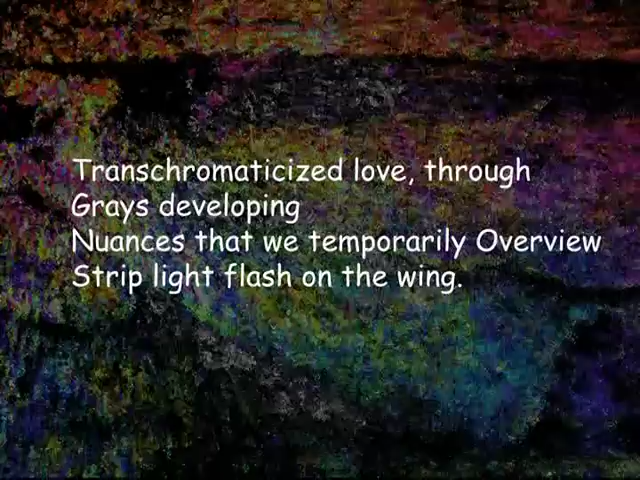 Transchromaticized love, through
Grays developing
Nuances that we temporarily Overview
Strip light flash on the wing.